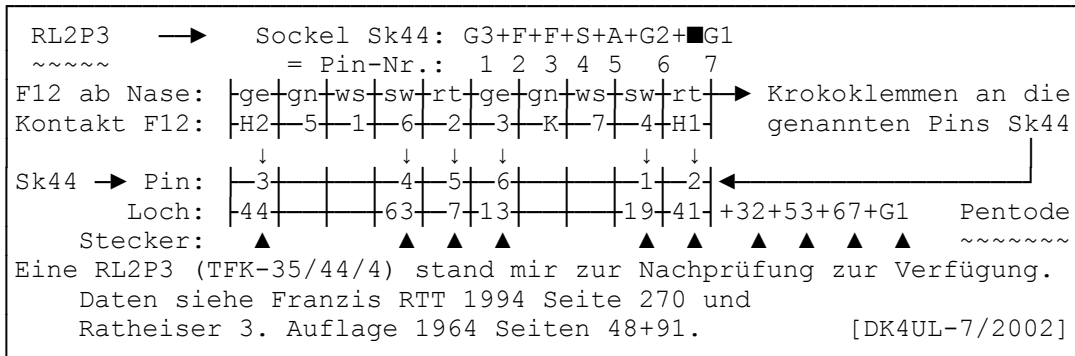 RL2P3 ──► Sockel Sk44: G3+F+F+S+A+G2+■G1
~~~~~ = Pin-Nr.: 1 2 3 4 5 6 7
F12 ab Nase: ├ge┼gn┼ws┼sw┼rt┼ge┼gn┼ws┼sw┼rt┼─► Krokoklemmen an die
Kontakt F12: ├H2┼─5┼─1┼─6┼─2┼─3┼─K┼─7┼─4┼H1┤ genannten Pins Sk44
↓ ↓ ↓ ↓ ↓ ↓
Sk44 ─► Pin: ├─3┼──┼──┼─4┼─5┼─6┼──┼──┼─1┼─2┤◄
Loch: ├44┼──┼──┼63┼─7┼13┼──┼──┼19┼41┤+32+53+67+G1 Pentode
Stecker: ▲ ▲ ▲ ▲ ▲ ▲ ▲ ▲ ▲ ▲ ~~~~~~~
Eine RL2P3 (TFK-35/44/4) stand mir zur Nachprüfung zur Verfügung.
Daten siehe Franzis RTT 1994 Seite 270 und
Ratheiser 3. Auflage 1964 Seiten 48+91. [DK4UL-7/2002]